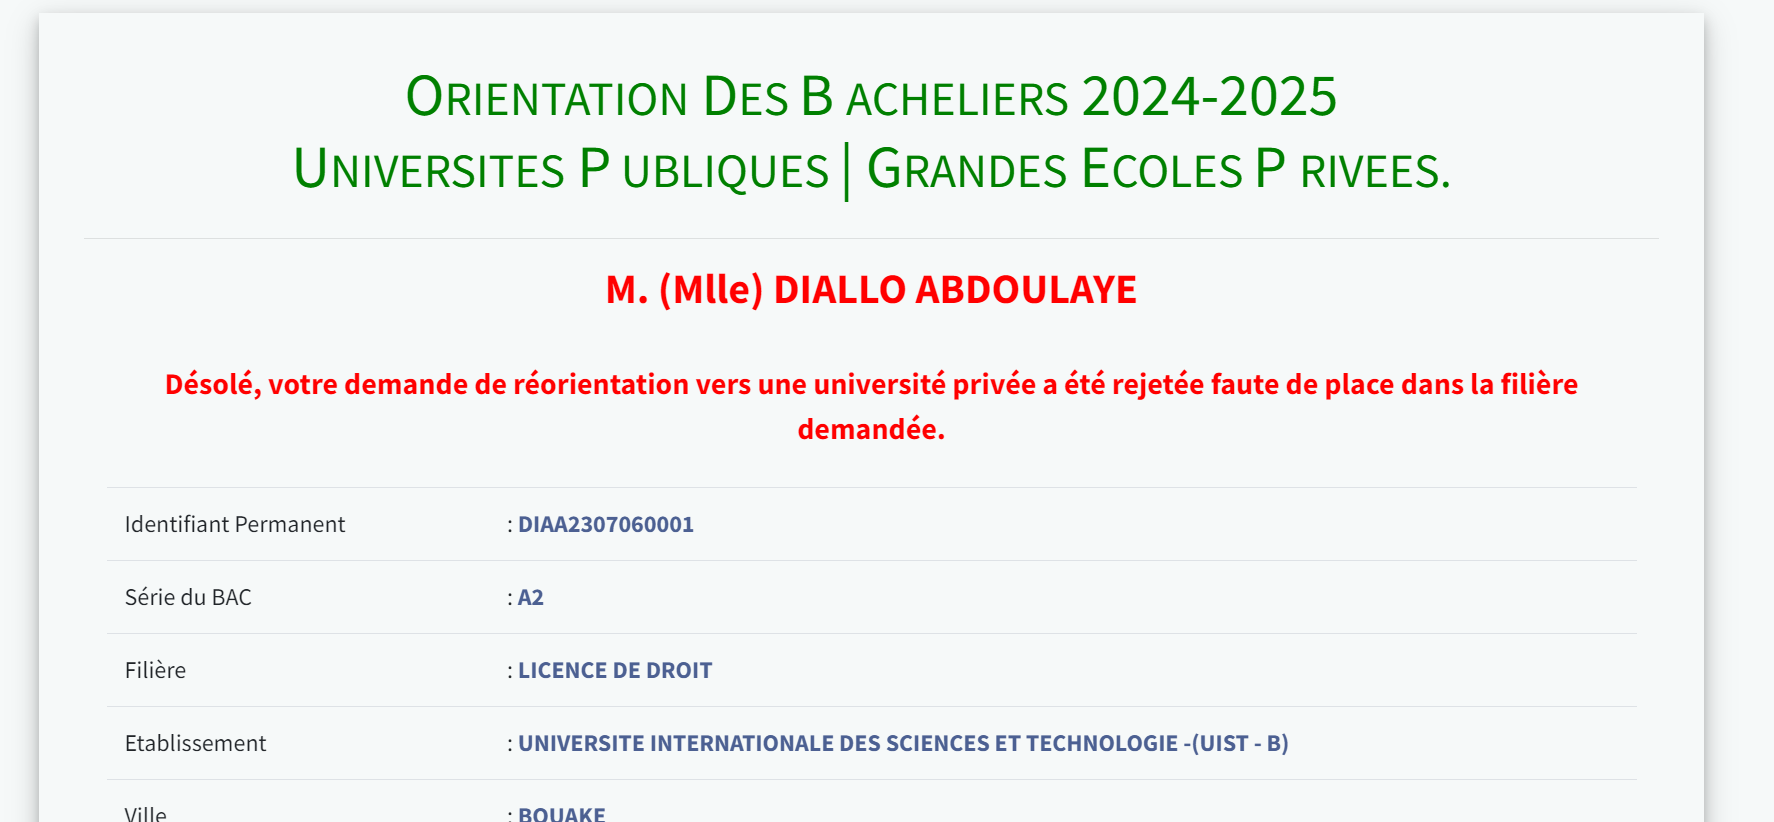 Orientation Des B acheliers 2024-2025
Universites P ubliques | Grandes Ecoles P rivees.
M. (Mlle) DIALLO ABDOULAYE
Désolé, votre demande de réorientation vers une université privée a été rejetée faute de place dans la filière
demandée.
Identifiant Permanent : DIAA2307060001
Série du BAC : A2
Filière : LICENCE DE DROIT
Etablissement : UNIVERSITE INTERNATIONALE DES SCIENCES ET TECHNOLOGIE -(UIST - B)
Ville : BOUAKE